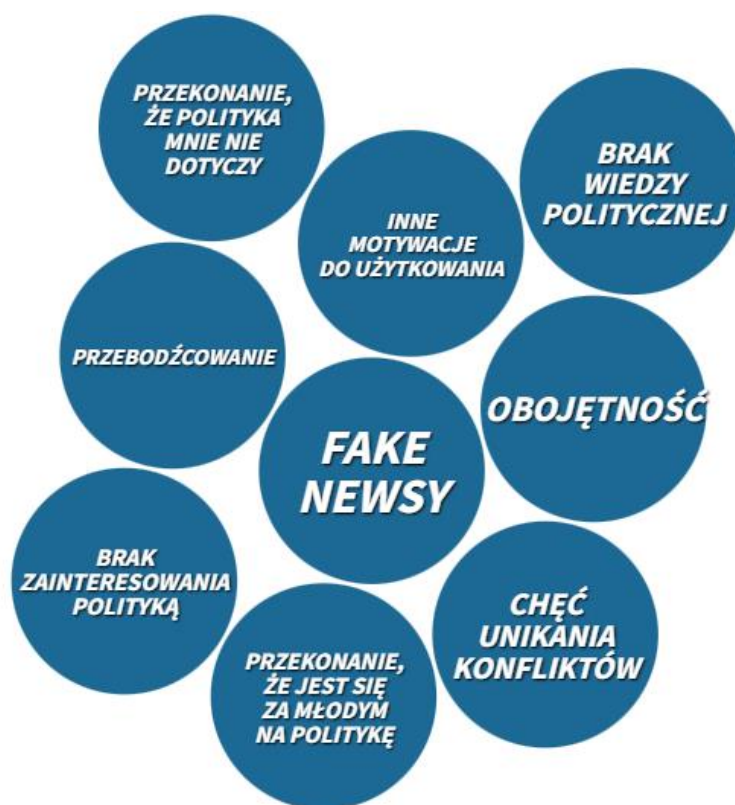 PRZEKONANIE,
ŻE POLITYKA
MNIE NIE
DOTYCZY
BRAK
WIEDZY
POLITYCZNEJ
INNE
MOTYWACJE
DO UŻYTKOWANIA
PRZEBODŹCOWANIE
OBOJĘTNOŚĆ
FAKE
NEWSY
BRAK
ZAINTERESOWANIA
POLITYKĄ
CHĘĆ
UNIKANIA
KONFLIKTÓW
PRZEKONANIE,
ŻE JEST SIĘ
ZA MŁODYM
NA POLITYKĘ